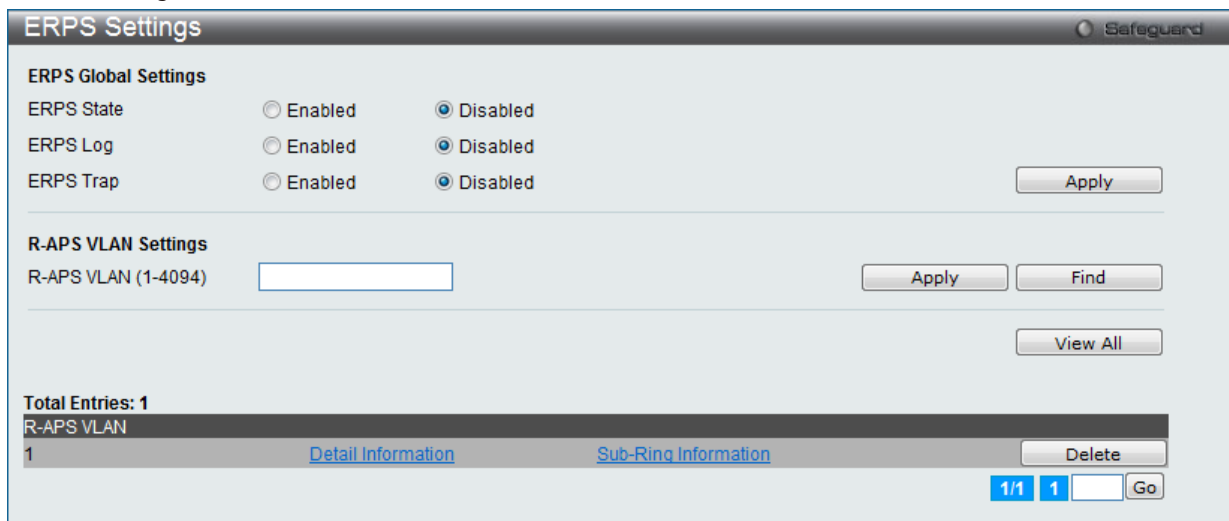 ERPS Settings Safeguard
ERPS Global Settings
ERPS State Enabled Disabled
ERPS Log Enabled Disabled
ERPS Trap Enabled Disabled Apply
R-APS VLAN Settings
R-APS VLAN (1-4094) Apply Find
View All
Total Entries: 1
R-APS VLAN
1 Detail Information Sub-Ring Information Delete
1/1 1 Go